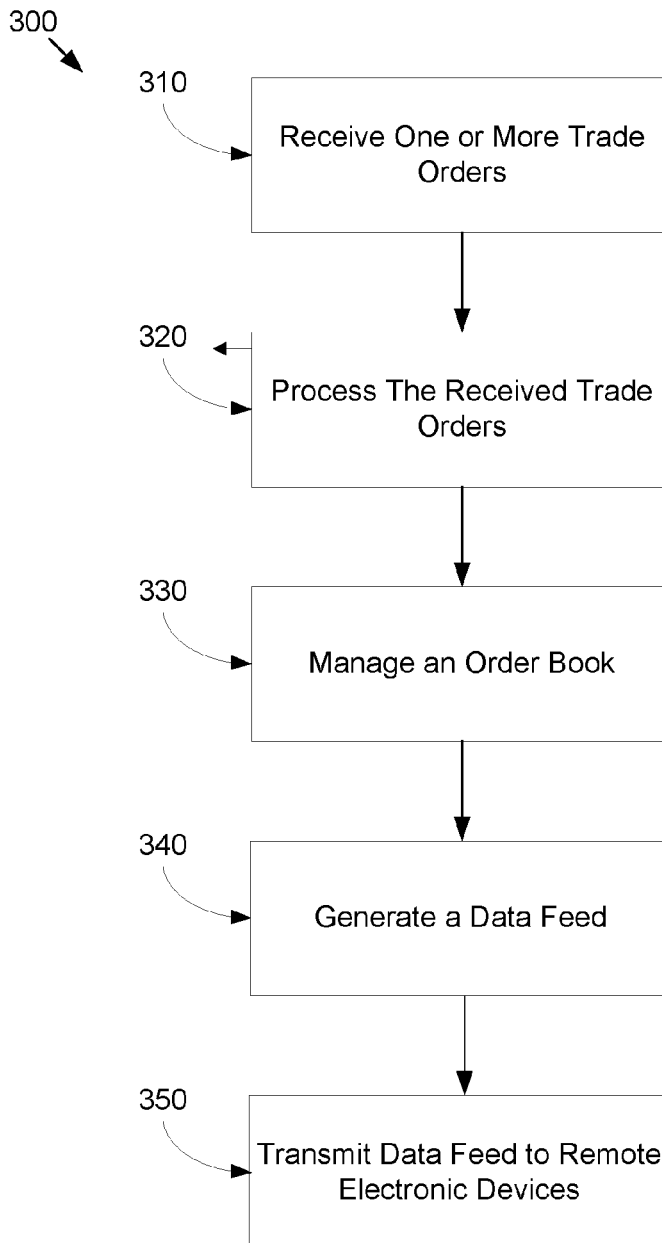 300
310
Receive One or More Trade
Orders
320
Process The Received Trade
Orders
330
Manage an Order Book
340
Generate a Data Feed
350
Transmit Data Feed to Remote
Electronic Devices